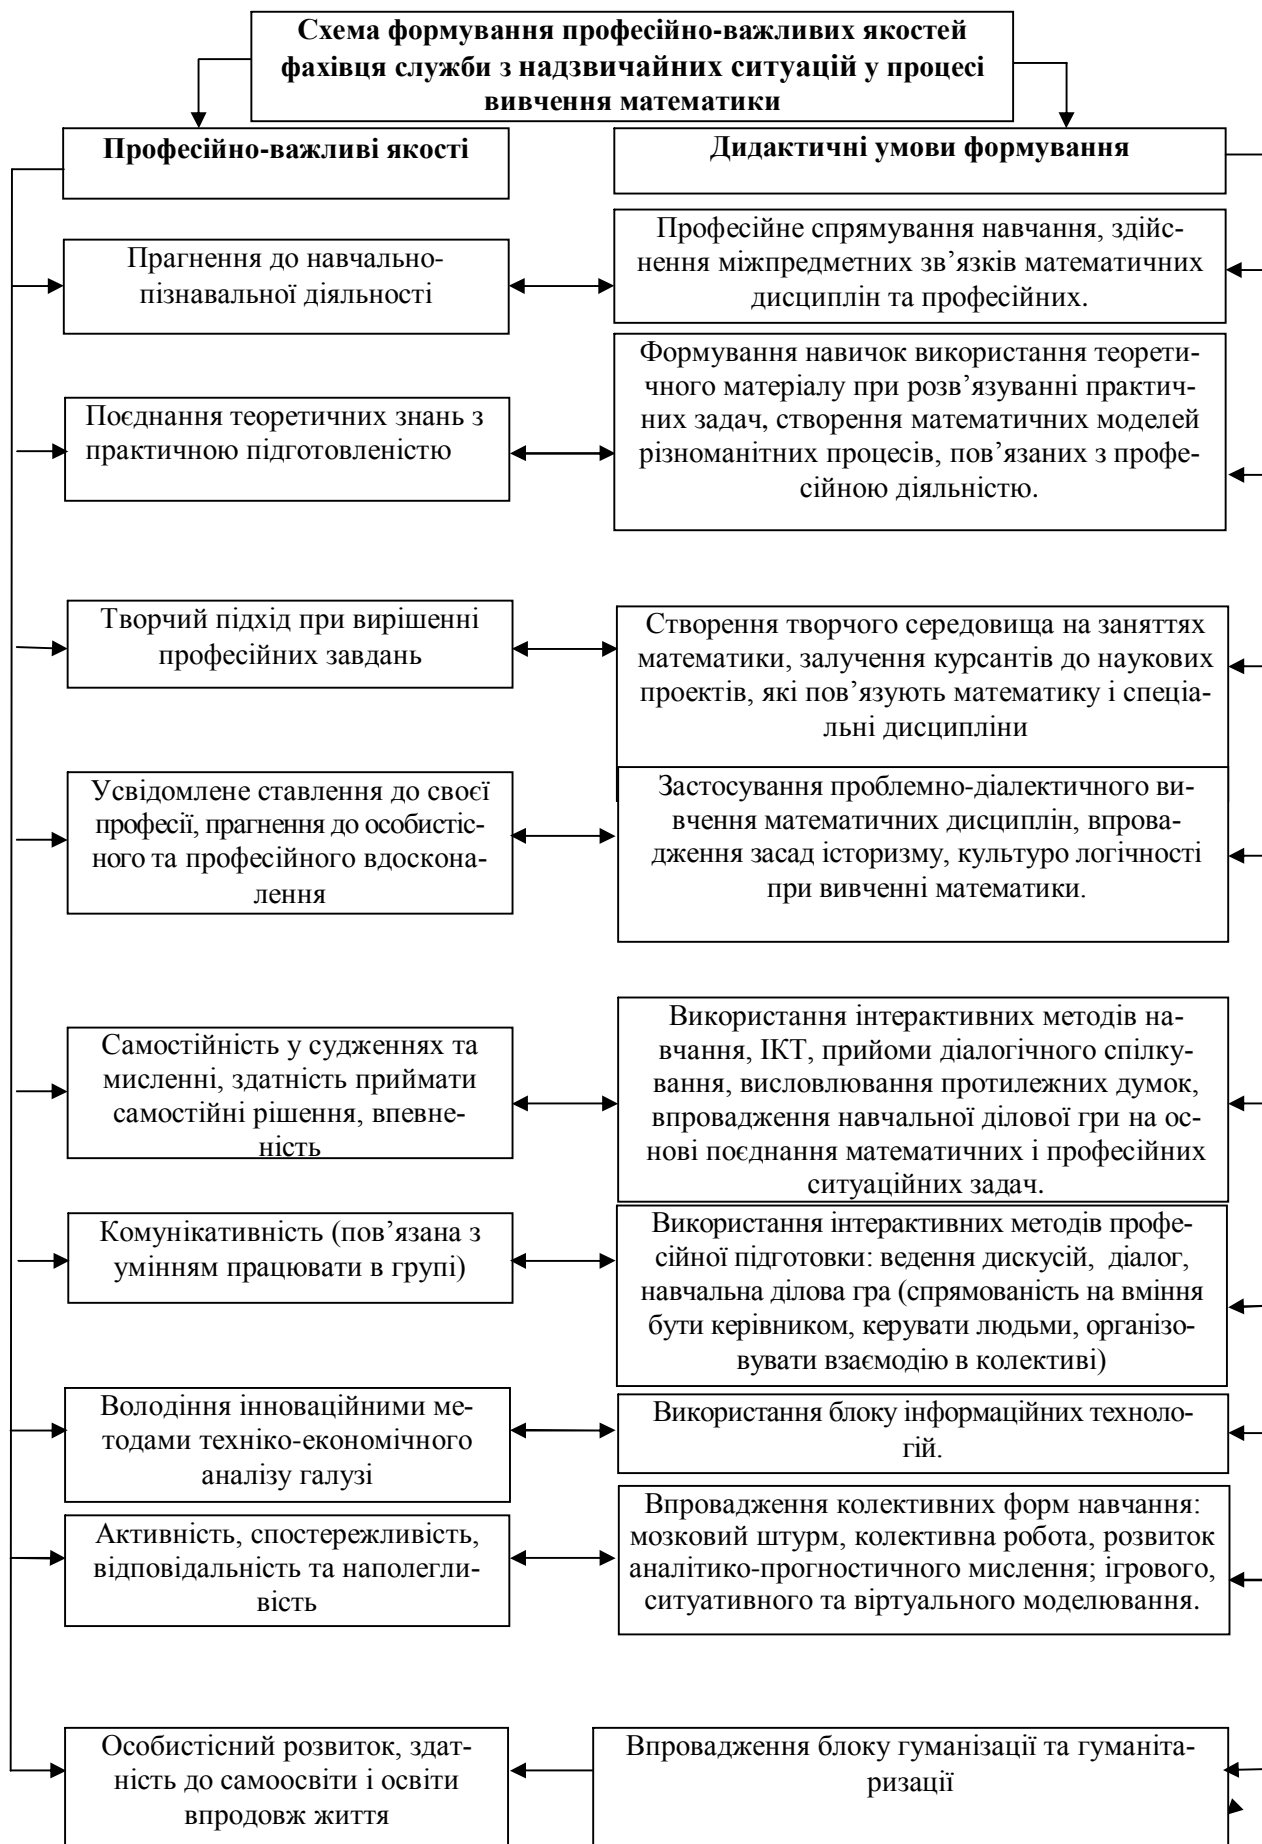 Схема формування професійно-важливих якостей
фахівця служби з надзвичайних ситуацій у процесі
вивчення математики
Професійно-важливі якості
Дидактичні умови формування
Прагнення до навчально-
пізнавальної діяльності
Професійне спрямування навчання, здійс-
нення міжпредметних зв’язків математичних
дисциплін та професійних.
Поєднання теоретичних знань з
практичною підготовленістю
Формування навичок використання теорети-
чного матеріалу при розв’язуванні практич-
них задач, створення математичних моделей
різноманітних процесів, пов’язаних з профе-
сійною діяльністю.
Творчий підхід при вирішенні
професійних завдань
Створення творчого середовища на заняттях
математики, залучення курсантів до наукових
проектів, які пов’язують математику і спеціа-
льні дисципліни
Усвідомлене ставлення до своєї
професії, прагнення до особистіс-
ного та професійного вдоскона-
лення
Застосування проблемно-діалектичного ви-
вчення математичних дисциплін, впрова-
дження засад історизму, культуро логічності
при вивченні математики.
Самостійність у судженнях та
мисленні, здатність приймати
самостійні рішення, впевне-
ність
Використання інтерактивних методів на-
вчання, ІКТ, прийоми діалогічного спілку-
вання, висловлювання протилежних думок,
впровадження навчальної ділової гри на ос-
нові поєднання математичних і професійних
ситуаційних задач.
Комунікативність (пов’язана з
умінням працювати в групі)
Використання інтерактивних методів профе-
сійної підготовки: ведення дискусій, діалог,
навчальна ділова гра (спрямованість на вміння
бути керівником, керувати людьми, організо-
вувати взаємодію в колективі)
Володіння інноваційними ме-
тодами техніко-економічного
аналізу галузі
Використання блоку інформаційних техноло-
гій.
Активність, спостережливість,
відповідальність та наполегли-
вість
Впровадження колективних форм навчання:
мозковий штурм, колективна робота, розвиток
аналітико-прогностичного мислення; ігрового,
ситуативного та віртуального моделювання.
Особистісний розвиток, здат-
ність до самоосвіти і освіти
впродовж життя
Впровадження блоку гуманізації та гуманіта-
ризації